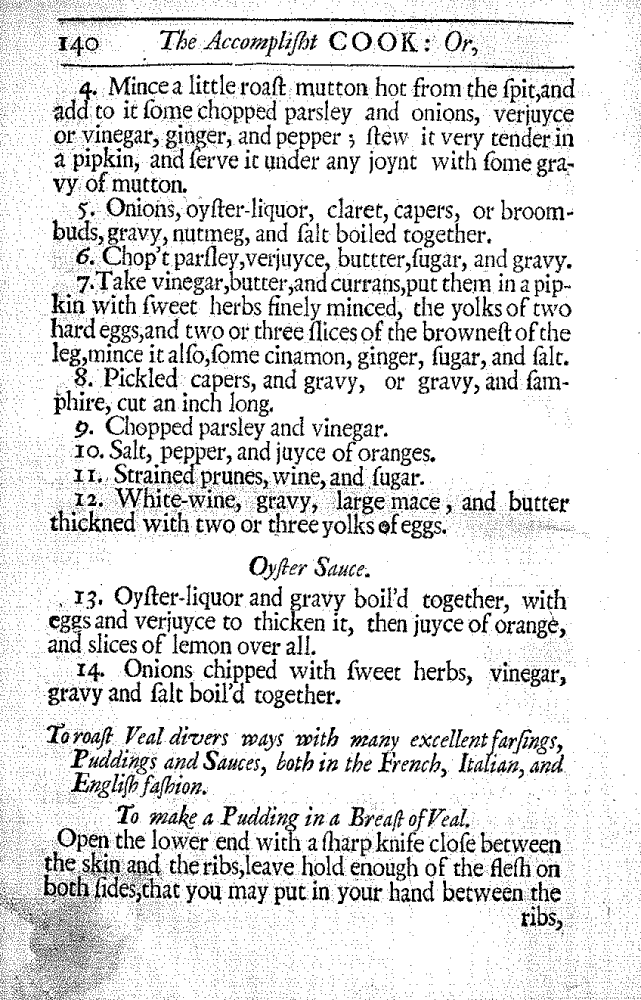 140 The Accompliſht COOK: Or,
4. Mince a little roaſt mutton hot from the ſpit,and
add to it ſome chopped parsley and onions, verjuyce
or vinegar, ginger, and pepper ; ſtew it very tender in
a pipkin, and ſerve it under any joynt with ſome gra-
vy of mutton.
5. Onions, oyſter-liquor, claret, capers, or broom-
buds, gravy, nutmeg, and ſalt boiled together.
6. Chop't parſley,verjuyce, buttter,ſugar, and gravy.
7.Take vinegar,butter,and currans,put them in a pip-
kin with ſweet herbs finely minced, the yolks of two
hard eggs,and two or three ſlices of the browneſt of the
leg,mince it alſo,ſome cinamon, ginger, ſugar, and ſalt.
8. Pickled capers, and gravy, or gravy, and ſam-
phire, cut an inch long.
9. Chopped parsley and vinegar.
10. Salt, pepper, and juyce of oranges.
11. Strained prunes, wine, and ſugar.
12. White-wine, gravy, large mace, and butter
thickned with two or three yolks of eggs.
Oyſter Sauce.
13. Oyſter-liquor and gravy boil'd together, with
eggs and verjuyce to thicken it, then juyce of orange,
and slices of lemon over all.
14. Onions chipped with ſweet herbs, vinegar,
gravy and ſalt boil'd together.
To roaſt Veal divers ways with many excellent farſings,
Puddings and Sauces, both in the French, Italian, and
Engliſh faſhion.
To make a Pudding in a Breaſt of Veal.
Open the lower end with a ſharp knife cloſe between
the skin and the ribs,leave hold enough of the fleſh on
both ſides,that you may put in your hand between the
ribs,